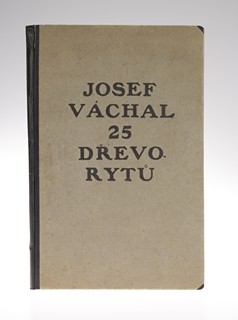 JOSEF
VÁCHAL
25
DŘEVO-
RYTŮ